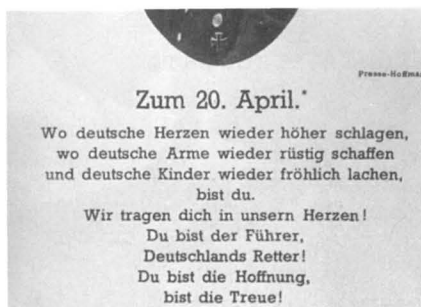 Presse-Hoffman
Zum 20. April.*
Wo deutsche Herzen wieder höher schlagen,
wo deutsche Arme wieder rüstig schaffen
und deutsche Kinder wieder fröhlich lachen,
bist du.
Wir tragen dich in unsern Herzen!
Du bist der Führer,
Deutschlands Retter!
Du bist die Hoffnung,
bist die Treue!